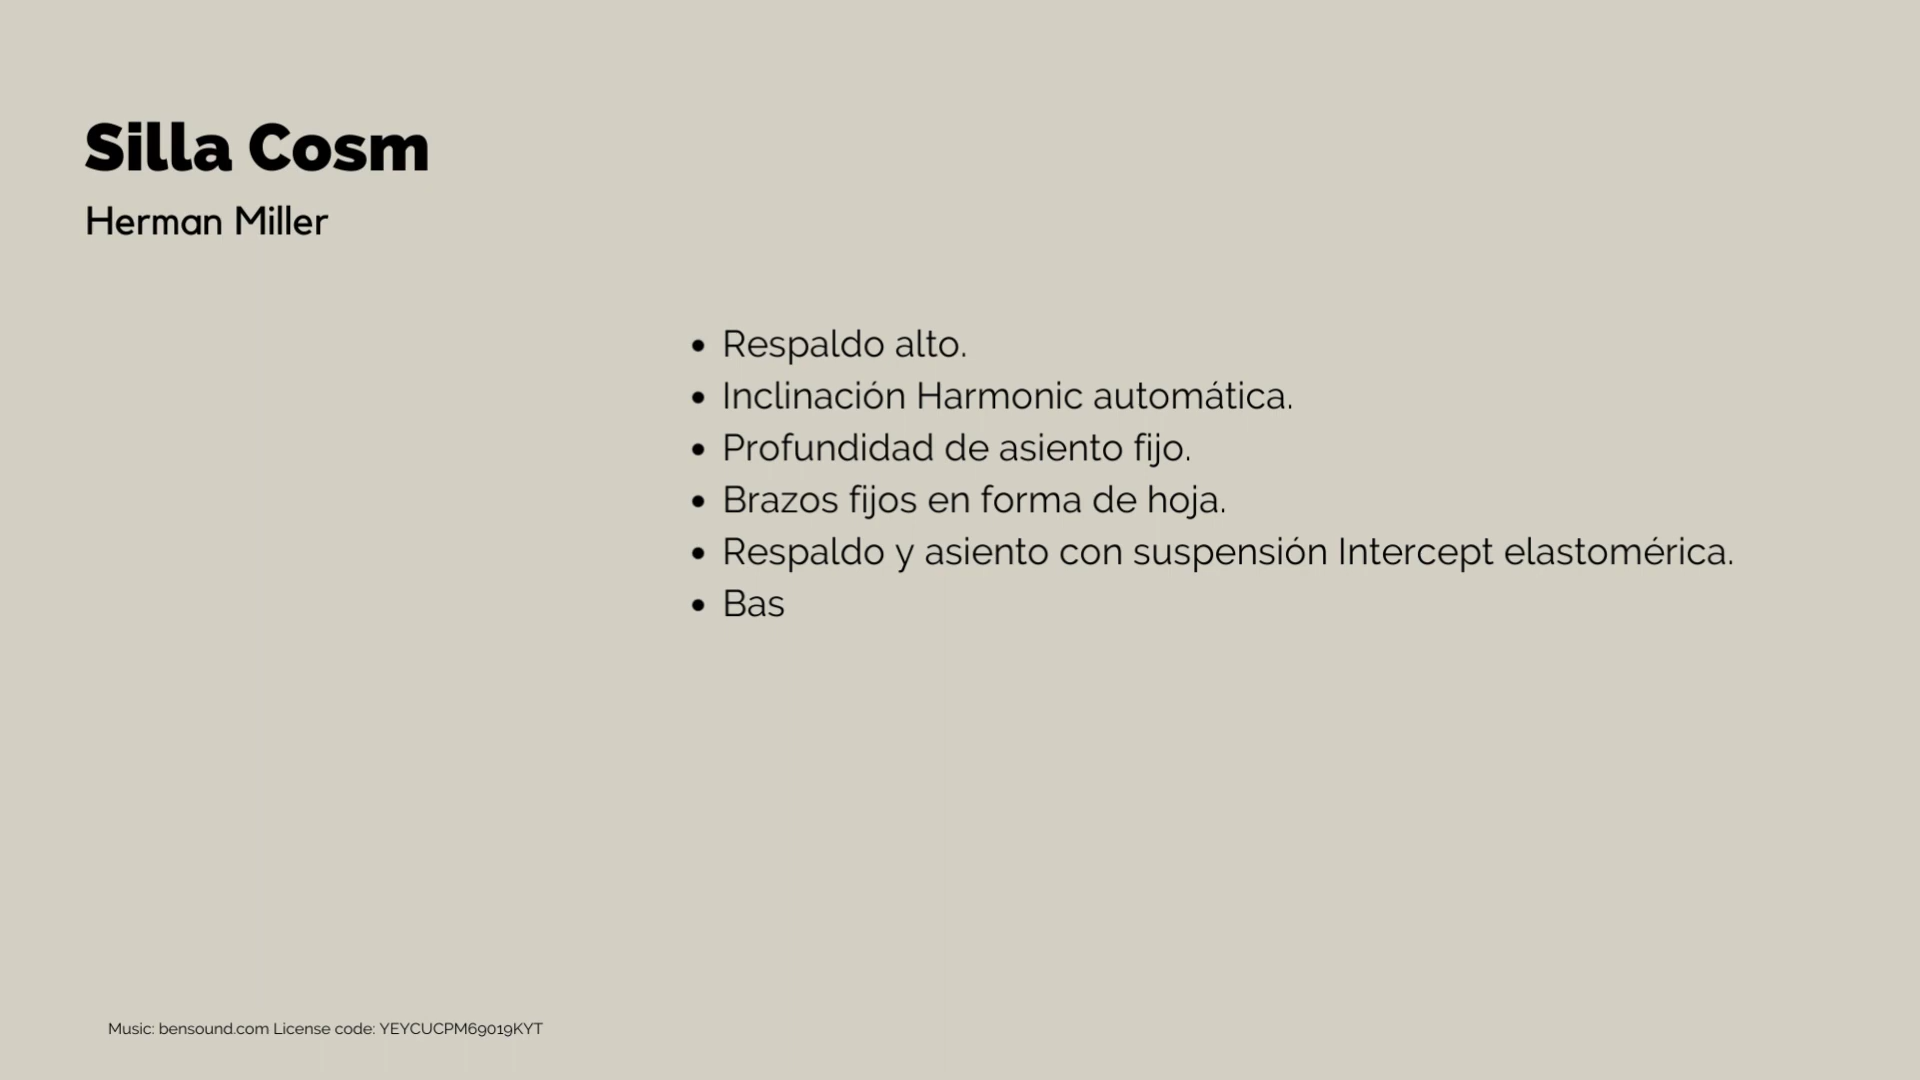 Silla Cosm
Herman Miller
• Respaldo alto.
• Inclinación Harmonic automática.
• Profundidad de asiento fijo.
• Brazos fijos en forma de hoja.
• Respaldo y asiento con suspensión Intercept elastomérica.
• Bas
Music: bensound.com License code: YEYCUCPM69019KYT